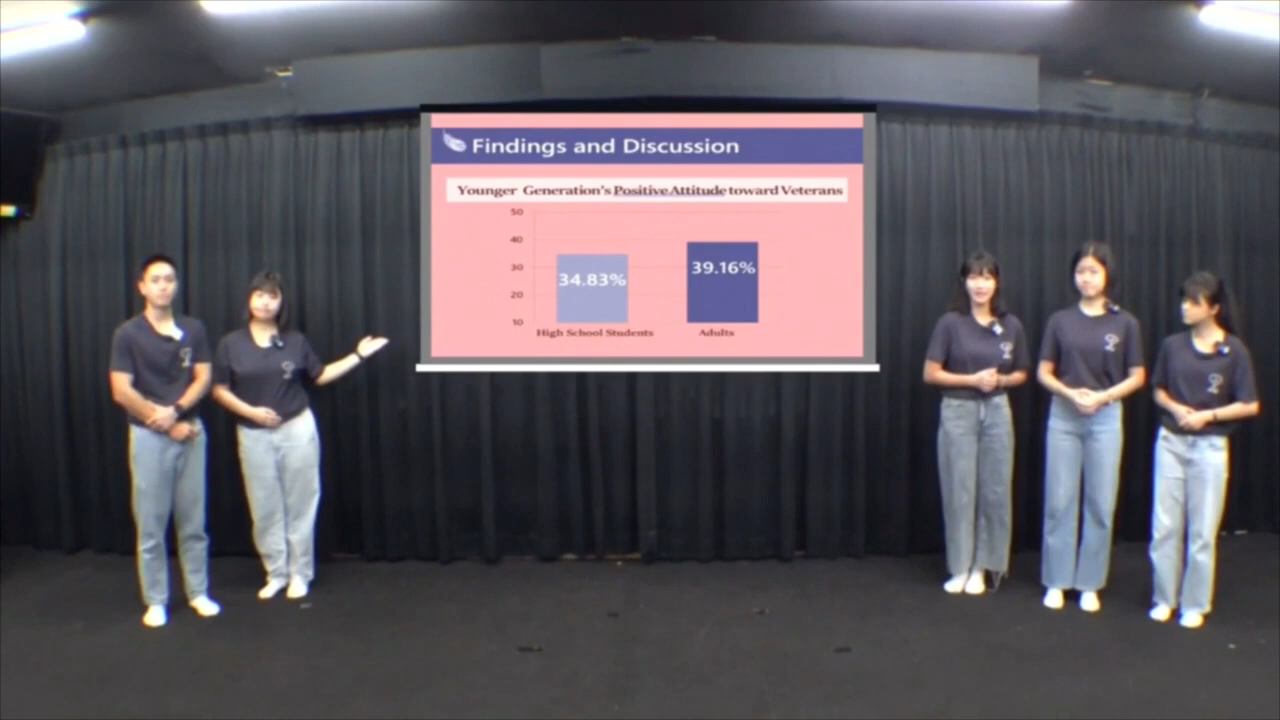 Findings and Discussion
Younger Generation's Positive Attitude toward Veterans
50
40
30
20
10
34.83%
39.16%
High School Students
Adults